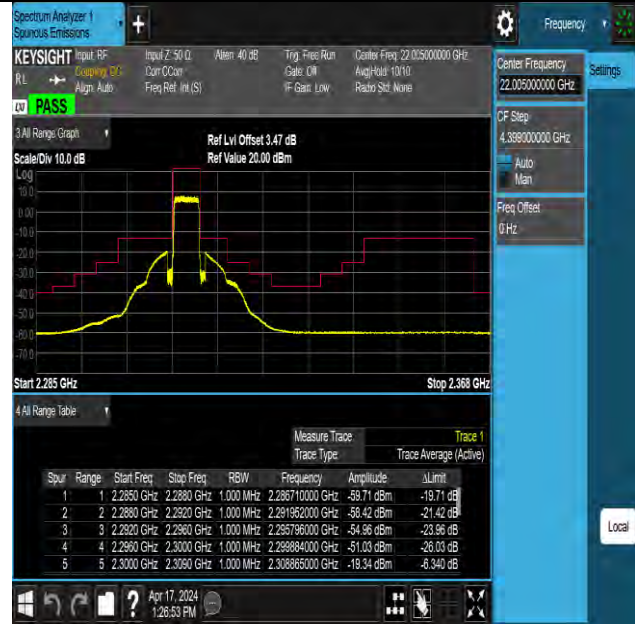 Spectrum Analyzer 1
Spurious Emissions
Frequency
KEYSIGHT Input: RF Input Z: 50 Ω Atten: 40 dB Trig: Free Run Center Freq: 22.005000000 GHz
RL Coupling: DC Corr CCorr Gate: Off Avg|Hold: 10/10
Align: Auto Freq Ref: Int (S) IF Gain: Low Radio Std: None
LXI PASS
Center Frequency
22.005000000 GHz
Settings
CF Step
4.399000000 GHz
Auto
Man
Freq Offset
0 Hz
3 All Range Graph
Ref Lvl Offset 3.47 dB
Scale/Div 10.0 dB Ref Value 20.00 dBm
Log
10.0
0.00
-10.0
-20.0
-30.0
-40.0
-50.0
-60.0
-70.0
Start 2.285 GHz Stop 2.368 GHz
4 All Range Table
Measure Trace Trace 1
Trace Type Trace Average (Active)
Spur Range Start Freq Stop Freq RBW Frequency Amplitude ΔLimit
1 1 2.2850 GHz 2.2880 GHz 1.000 MHz 2.286710000 GHz -59.71 dBm -19.71 dB
2 2 2.2880 GHz 2.2920 GHz 1.000 MHz 2.291952000 GHz -58.42 dBm -21.42 dB
3 3 2.2920 GHz 2.2960 GHz 1.000 MHz 2.295796000 GHz -54.96 dBm -23.96 dB
4 4 2.2960 GHz 2.3000 GHz 1.000 MHz 2.299884000 GHz -51.03 dBm -26.03 dB
5 5 2.3000 GHz 2.3090 GHz 1.000 MHz 2.308865000 GHz -19.34 dBm -6.340 dB
Local
Apr 17, 2024
1:26:53 PM